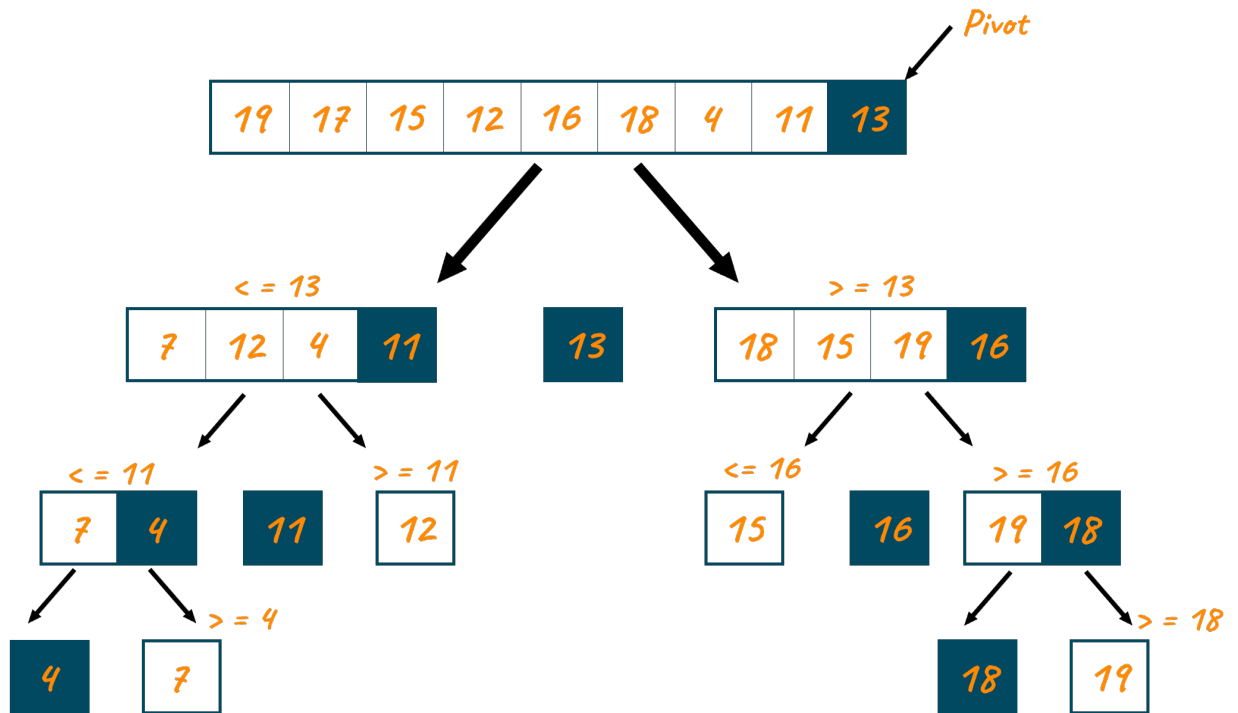 Pivot
19 17 15 12 16 18 4 11 13
< = 13
> = 13
7 12 4 11
13
18 15 19 16
< = 11
> = 11
<= 16
> = 16
7 4
11
12
15
16
19 18
> = 4
> = 18
4
7
18
19